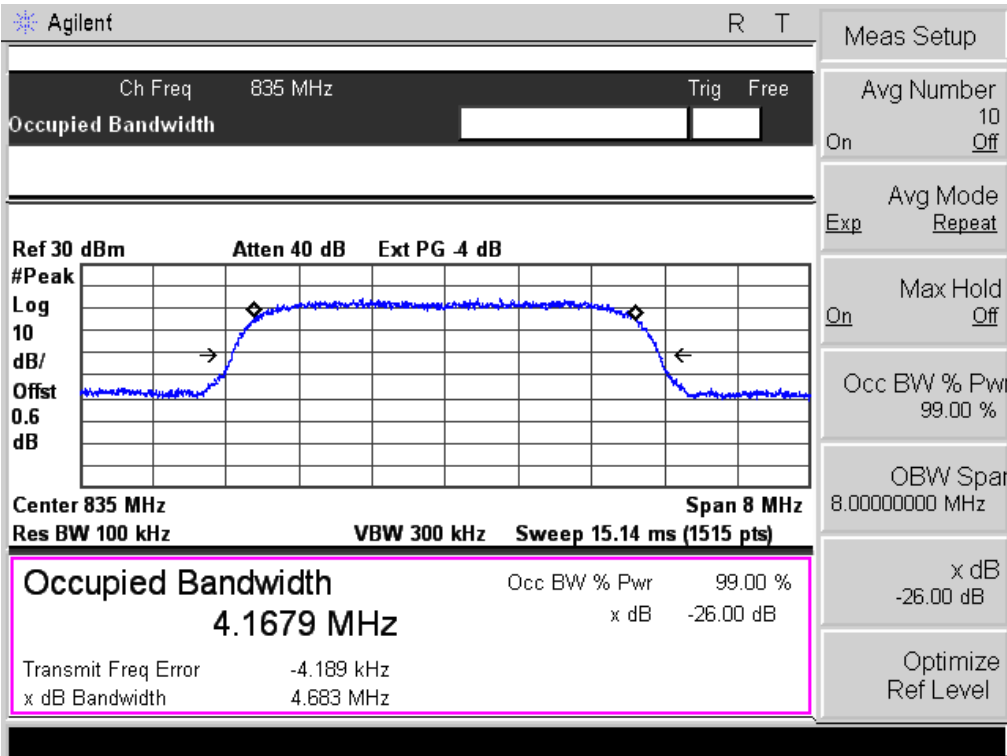 Agilent R T
Meas Setup
Ch Freq 835 MHz Trig Free
Occupied Bandwidth
Avg Number
10
On Off
Avg Mode
Exp Repeat
Max Hold
On Off
Occ BW % Pwr
99.00 %
OBW Span
8.00000000 MHz
x dB
-26.00 dB
Optimize
Ref Level
Ref 30 dBm Atten 40 dB Ext PG -4 dB
#Peak
Log
10
dB/
Offst
0.6
dB
Center 835 MHz Span 8 MHz
Res BW 100 kHz VBW 300 kHz Sweep 15.14 ms (1515 pts)
Occupied Bandwidth
4.1679 MHz
Occ BW % Pwr 99.00 %
x dB -26.00 dB
Transmit Freq Error -4.189 kHz
x dB Bandwidth 4.683 MHz